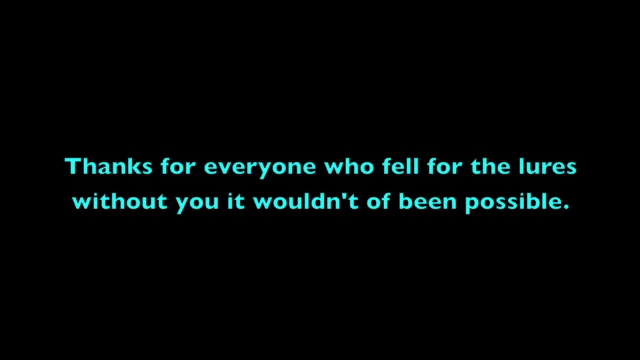 Thanks for everyone who fell for the lures
without you it wouldn't of been possible.